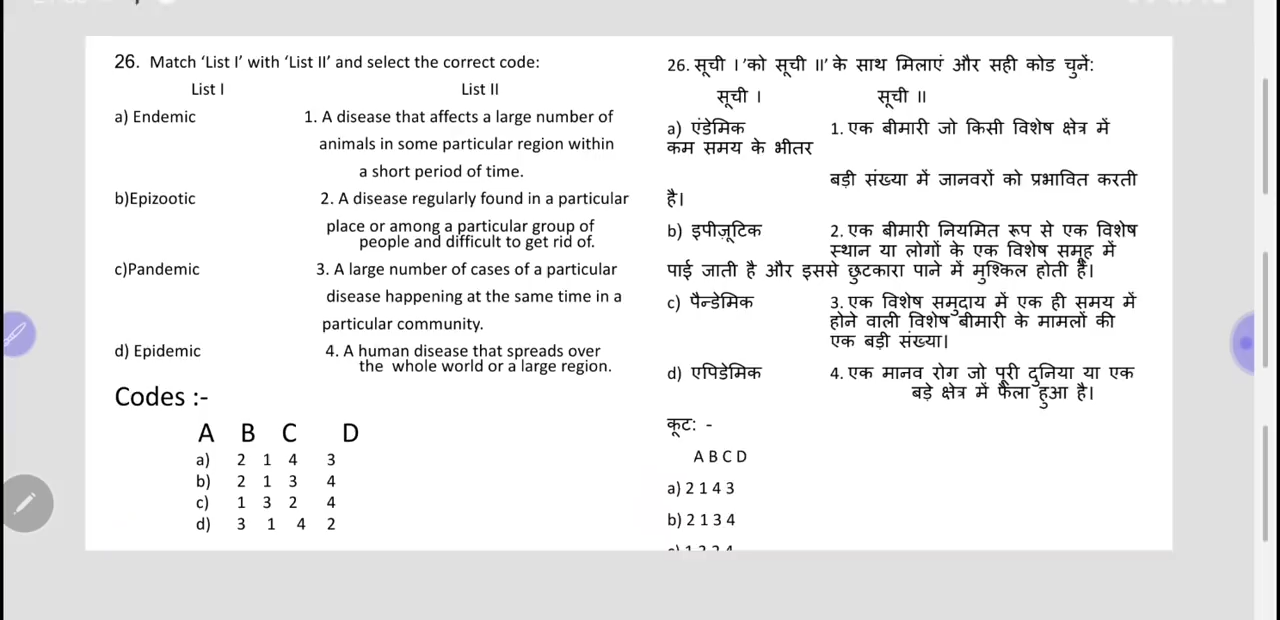 26. Match ‘List I’ with ‘List II’ and select the correct code:
List I List II
a) Endemic 1. A disease that affects a large number of
animals in some particular region within
a short period of time.
b)Epizootic 2. A disease regularly found in a particular
place or among a particular group of
people and difficult to get rid of.
c)Pandemic 3. A large number of cases of a particular
disease happening at the same time in a
particular community.
d) Epidemic 4. A human disease that spreads over
the whole world or a large region.
Codes :-
A B C D
a) 2 1 4 3
b) 2 1 3 4
c) 1 3 2 4
d) 3 1 4 2
26. सूची । 'को सूची ॥' के साथ मिलाएं और सही कोड चुनें:
सूची । सूची ॥
a) एंडेमिक 1. एक बीमारी जो किसी विशेष क्षेत्र में
कम समय के भीतर
बड़ी संख्या में जानवरों को प्रभावित करती
है।
b) इपीज़ूटिक 2. एक बीमारी नियमित रूप से एक विशेष
स्थान या लोगों के एक विशेष समूह में
पाई जाती है और इससे छुटकारा पाने में मुश्किल होती हैं।
c) पैन्डेमिक 3. एक विशेष समुदाय में एक ही समय में
होने वाली विशेष बीमारी के मामलों की
एक बड़ी संख्या।
d) एपिडेमिक 4. एक मानव रोग जो पूरी दुनिया या एक
बड़े क्षेत्र में फैला हुआ है।
कूट: -
A B C D
a) 2 1 4 3
b) 2 1 3 4